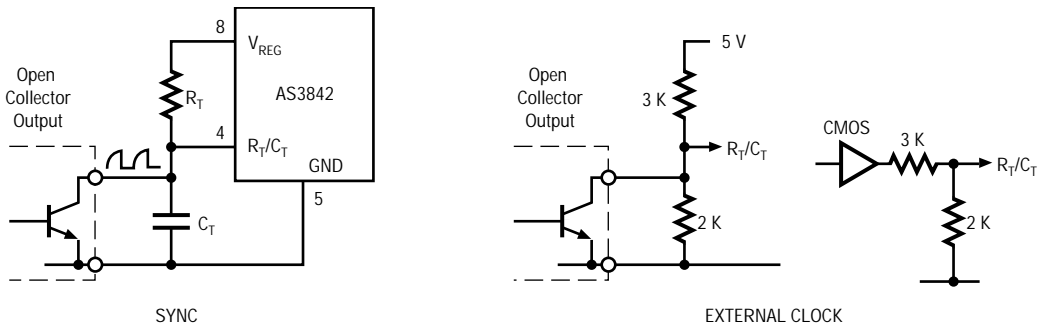 8
V_REG
AS3842
Open
Collector
Output
R_T
4
R_T/C_T
GND
5
C_T
SYNC
5 V
Open
Collector
Output
3 K
R_T/C_T
2 K
CMOS
3 K
R_T/C_T
2 K
EXTERNAL CLOCK